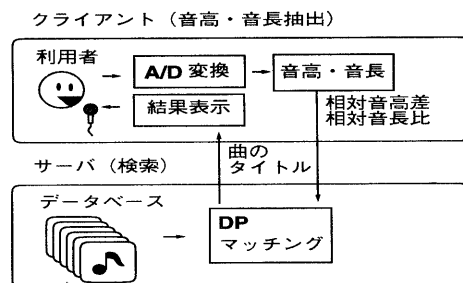 クライアント（音高・音長抽出）
利用者
A/D 変換
音高・音長
結果表示
相対音高差
相対音長比
サーバ（検索）
曲の
タイトル
データベース
DP
マッチング